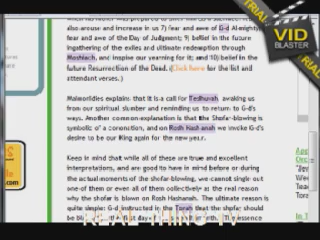 also arouse and increase in us 7) fear and awe of G-d Almighty
fear and awe of the Day of Judgment; 9) belief in the future
ingathering of the exiles and ultimate redemption through
Moshiach, and inspire our yearning for it; and 10) belief in the
future Resurrection of the Dead. (Click here for the list and
attendant verses.)
Maimonides explains that it is a call for Teshuvah, awaking us
from our spiritual slumber and reminding us to return to G-d's
ways. Another common explanation is that the Shofar-blowing is
symbolic of a coronation, and on Rosh Hashanah we invoke G-d's
desire to be our King again for the new year.
Keep in mind that while all of these are true and excellent
interpretations, and are good to have in mind before or during
the actual moments of the shofar-blowing, we cannot single out
one of them or even all of them collectively as the real reason
why the shofar is blown on Rosh Hashanah. The ultimate reason
is quite simple: G-d instructed in the Torah that the shofar should
TRIAL
VID
BLASTER
TRIAL